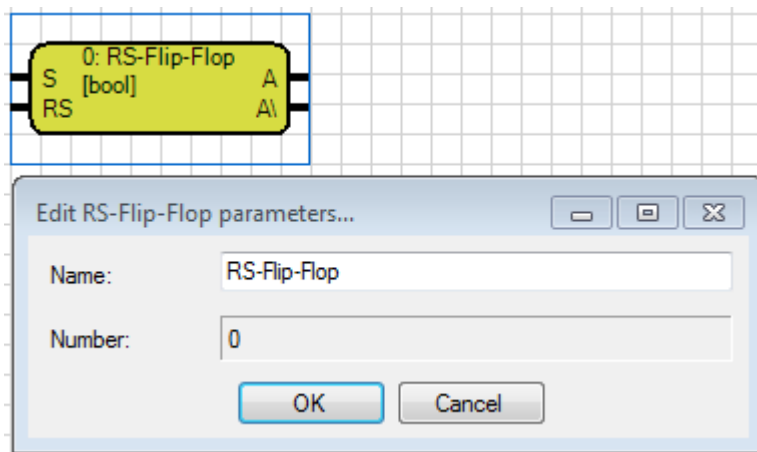 0: RS-Flip-Flop
S [bool] A
RS A\
Edit RS-Flip-Flop parameters...
Name: RS-Flip-Flop
Number: 0
OK Cancel